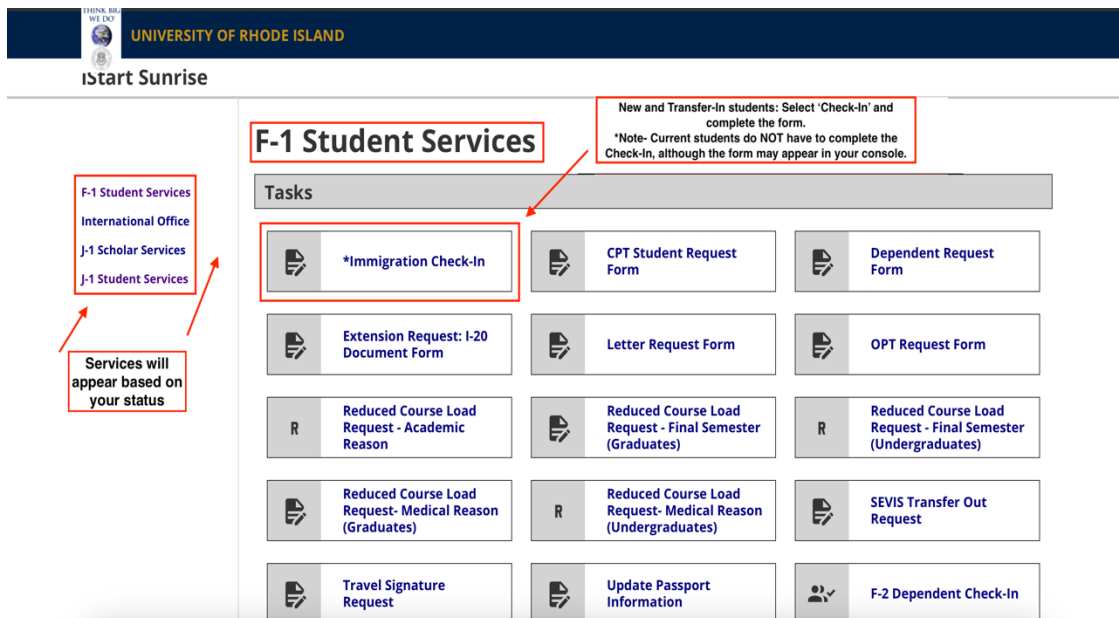 THINK BIG
WE DO
UNIVERSITY OF RHODE ISLAND
iStart Sunrise
New and Transfer-In students: Select ‘Check-In’ and
complete the form.
*Note- Current students do NOT have to complete the
Check-In, although the form may appear in your console.
F-1 Student Services
F-1 Student Services
International Office
J-1 Scholar Services
J-1 Student Services
Services will
appear based on
your status
Tasks
*Immigration Check-In
CPT Student Request
Form
Dependent Request
Form
Extension Request: I-20
Document Form
Letter Request Form
OPT Request Form
R
Reduced Course Load
Request - Academic
Reason
Reduced Course Load
Request - Final Semester
(Graduates)
R
Reduced Course Load
Request - Final Semester
(Undergraduates)
Reduced Course Load
Request- Medical Reason
(Graduates)
R
Reduced Course Load
Request- Medical Reason
(Undergraduates)
SEVIS Transfer Out
Request
Travel Signature
Request
Update Passport
Information
F-2 Dependent Check-In